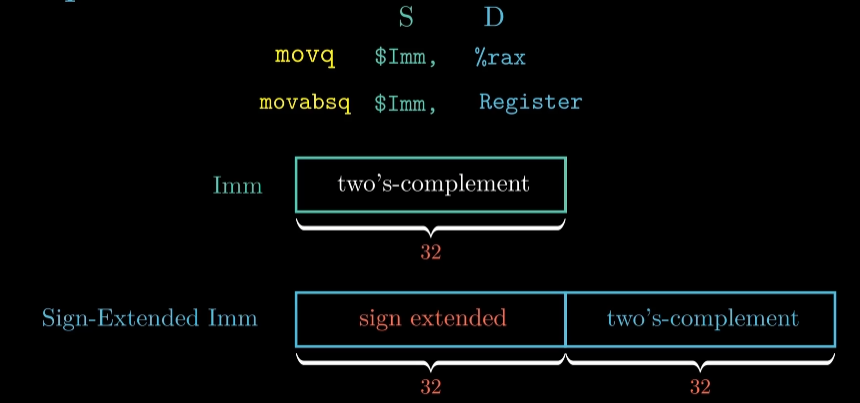 S D
movq $Imm, %rax
movabsq $Imm, Register
Imm two's-complement
32
Sign-Extended Imm sign extended two's-complement
32 32